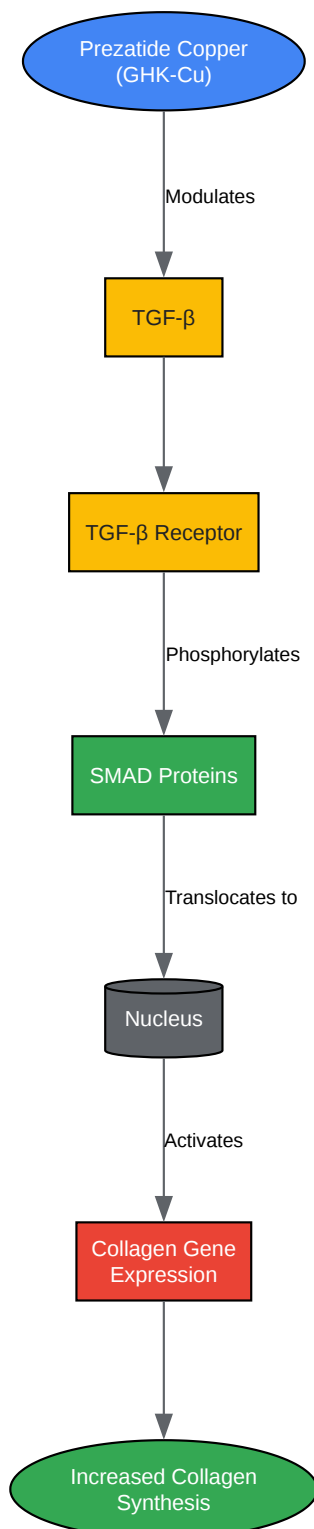 Prezatide Copper
(GHK-Cu)
Modulates
TGF-β
TGF-β Receptor
Phosphorylates
SMAD Proteins
Translocates to
Nucleus
Activates
Collagen Gene
Expression
Increased Collagen
Synthesis